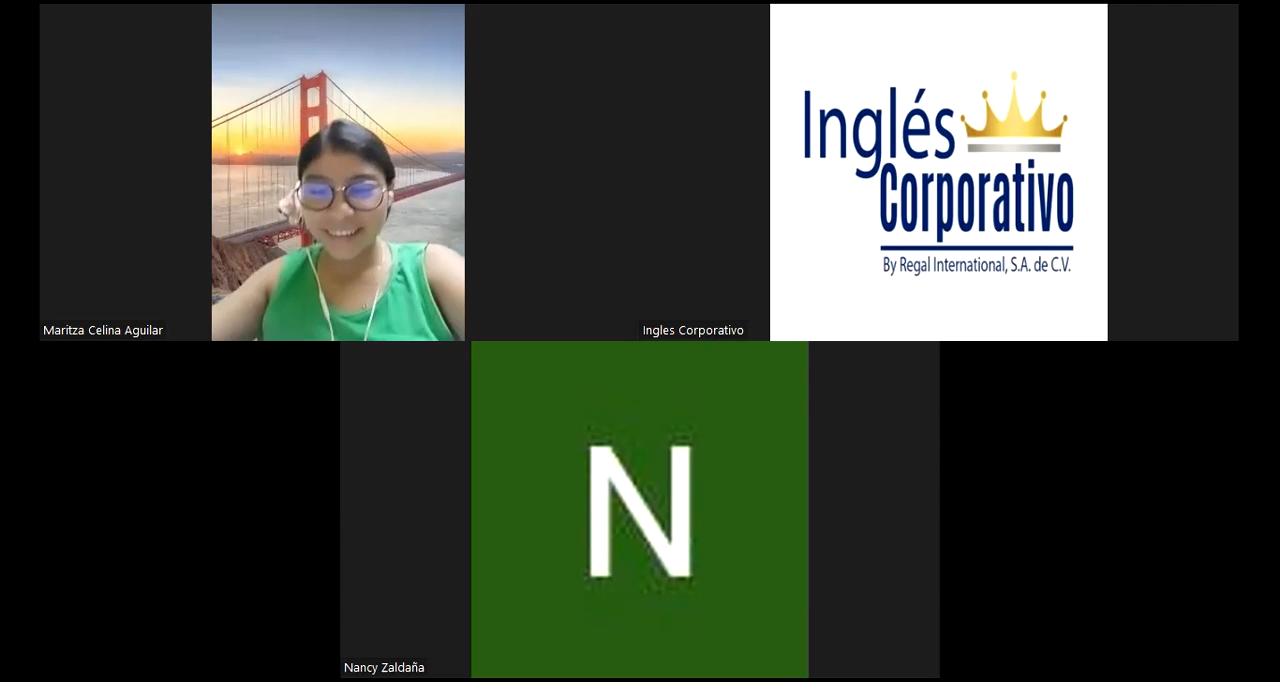 Inglés
Corporativo
By Regal International, S.A. de C.V.
Maritza Celina Aguilar
Ingles Corporativo
N
Nancy Zaldaña